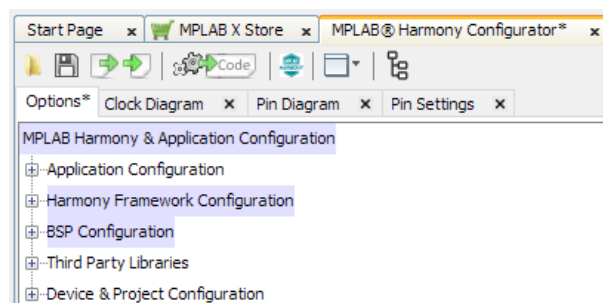 Start Page x MPLAB X Store x MPLAB® Harmony Configurator* x
Code
Options* Clock Diagram x Pin Diagram x Pin Settings x
MPLAB Harmony & Application Configuration
Application Configuration
Harmony Framework Configuration
BSP Configuration
Third Party Libraries
Device & Project Configuration